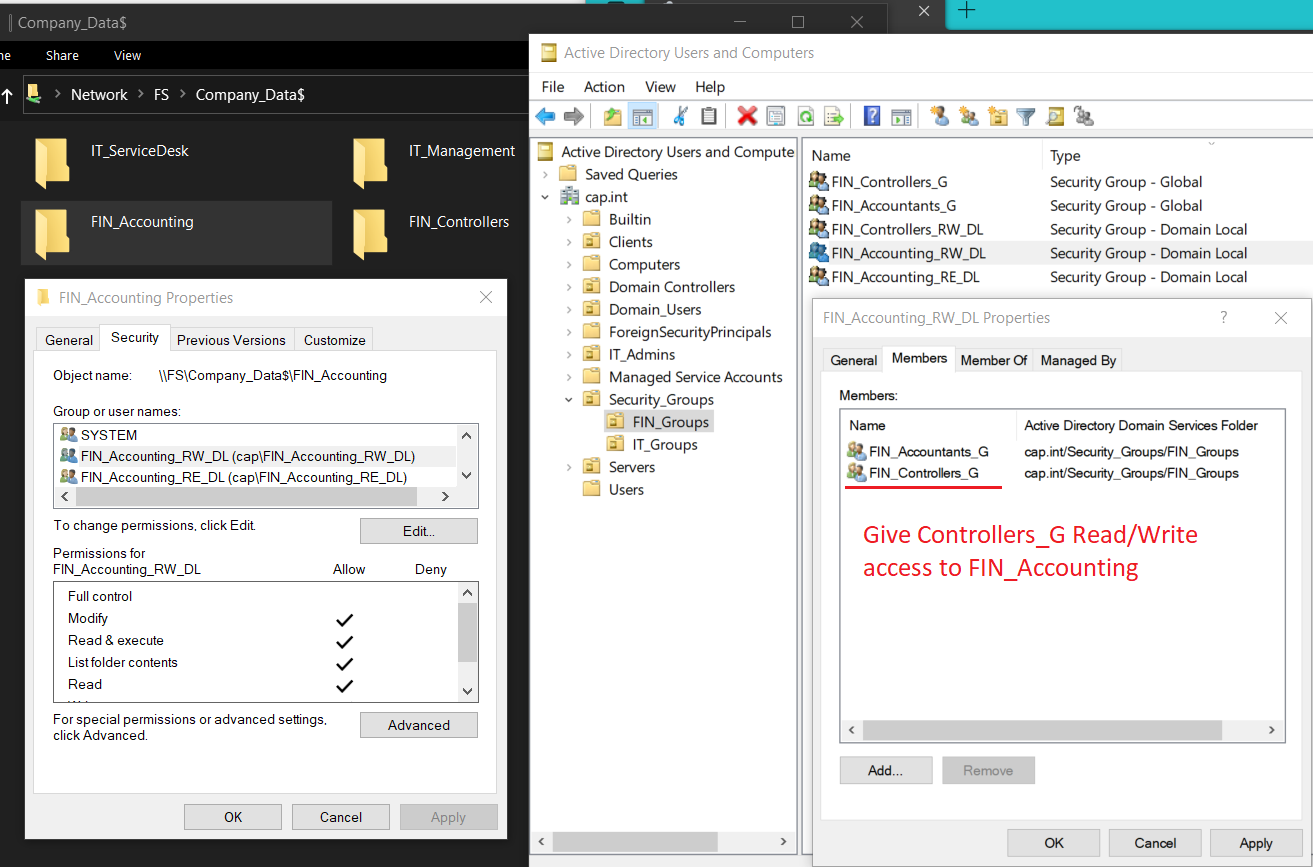 Company_Data$
ne Share View
Network FS Company_Data$
IT_ServiceDesk IT_Management
FIN_Accounting FIN_Controllers
FIN_Accounting Properties
General Security Previous Versions Customize
Object name: \\FS\Company_Data$\FIN_Accounting
Group or user names:
SYSTEM
FIN_Accounting_RW_DL (cap\FIN_Accounting_RW_DL)
FIN_Accounting_RE_DL (cap\FIN_Accounting_RE_DL)
To change permissions, click Edit.
Edit...
Permissions for
FIN_Accounting_RW_DL Allow Deny
Full control
Modify
Read & execute
List folder contents
Read
For special permissions or advanced settings,
click Advanced.
Advanced
OK Cancel Apply
Active Directory Users and Computers
File Action View Help
Active Directory Users and Compute
Saved Queries
cap.int
Builtin
Clients
Computers
Domain Controllers
Domain_Users
ForeignSecurityPrincipals
IT_Admins
Managed Service Accounts
Security_Groups
FIN_Groups
IT_Groups
Servers
Users
Name Type
FIN_Controllers_G Security Group - Global
FIN_Accountants_G Security Group - Global
FIN_Controllers_RW_DL Security Group - Domain Local
FIN_Accounting_RW_DL Security Group - Domain Local
FIN_Accounting_RE_DL Security Group - Domain Local
FIN_Accounting_RW_DL Properties
General Members Member Of Managed By
Members:
Name Active Directory Domain Services Folder
FIN_Accountants_G cap.int/Security_Groups/FIN_Groups
FIN_Controllers_G cap.int/Security_Groups/FIN_Groups
Give Controllers_G Read/Write
access to FIN_Accounting
Add... Remove
OK Cancel Apply